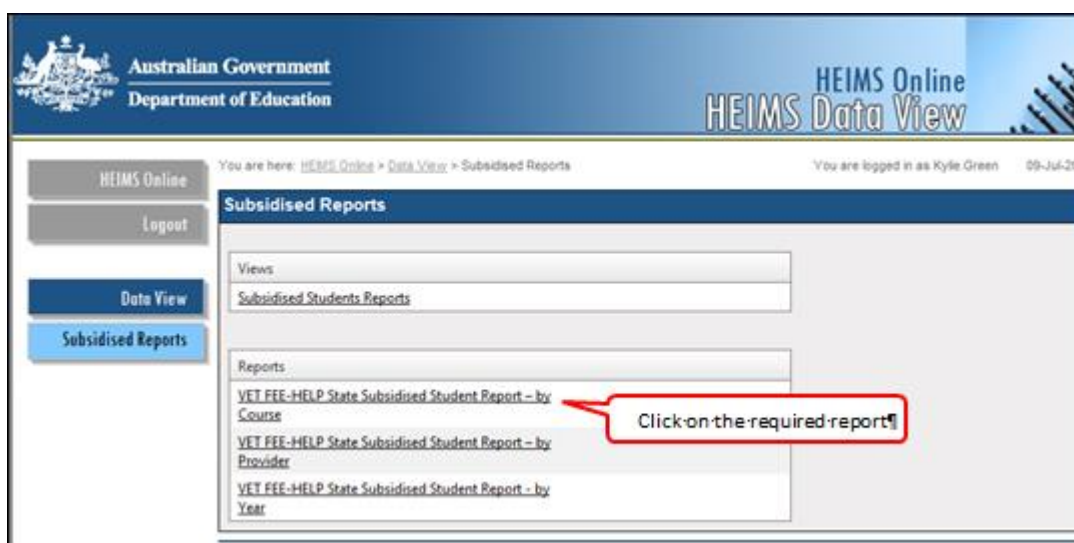 Australian Government
Department of Education
HEIMS Online
HEIMS Data View
HEIMS Online
Logout
Data View
Subsidised Reports
You are here: HEIMS Online > Data View > Subsidised Reports
You are logged in as Kylie Green
09-Jul-2
Subsidised Reports
Views
Subsidised Students Reports
Reports
VET FEE-HELP State Subsidised Student Report – by
Course
VET FEE-HELP State Subsidised Student Report – by
Provider
VET FEE-HELP State Subsidised Student Report - by
Year
Click·on·the·required·report¶